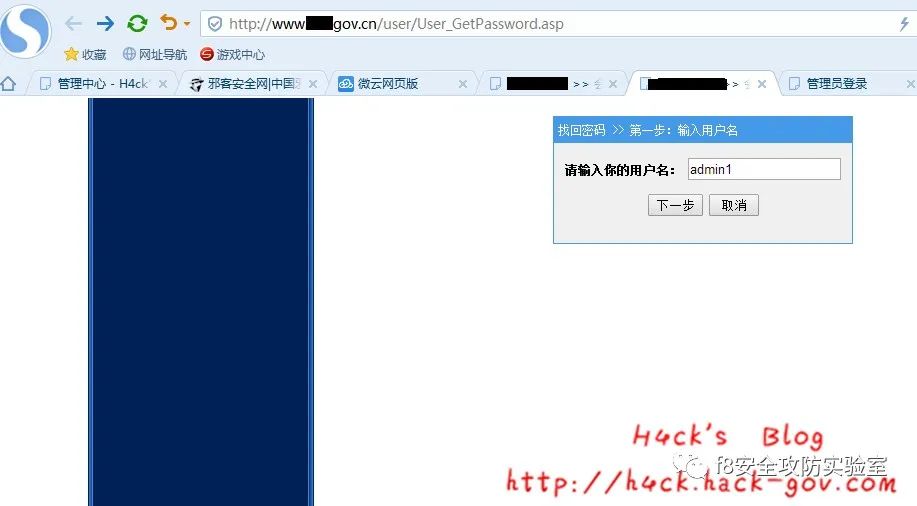 http://www. gov.cn/user/User_GetPassword.asp
收藏 网址导航 游戏中心
管理中心 - H4ck' 邪客安全网|中国 微云网页版 >> >> 管理员登录
找回密码 >> 第一步：输入用户名
请输入你的用户名： admin1
下一步 取消
H4ck's Blog
f8安全攻防实验室
http://h4ck.hack-gov.com